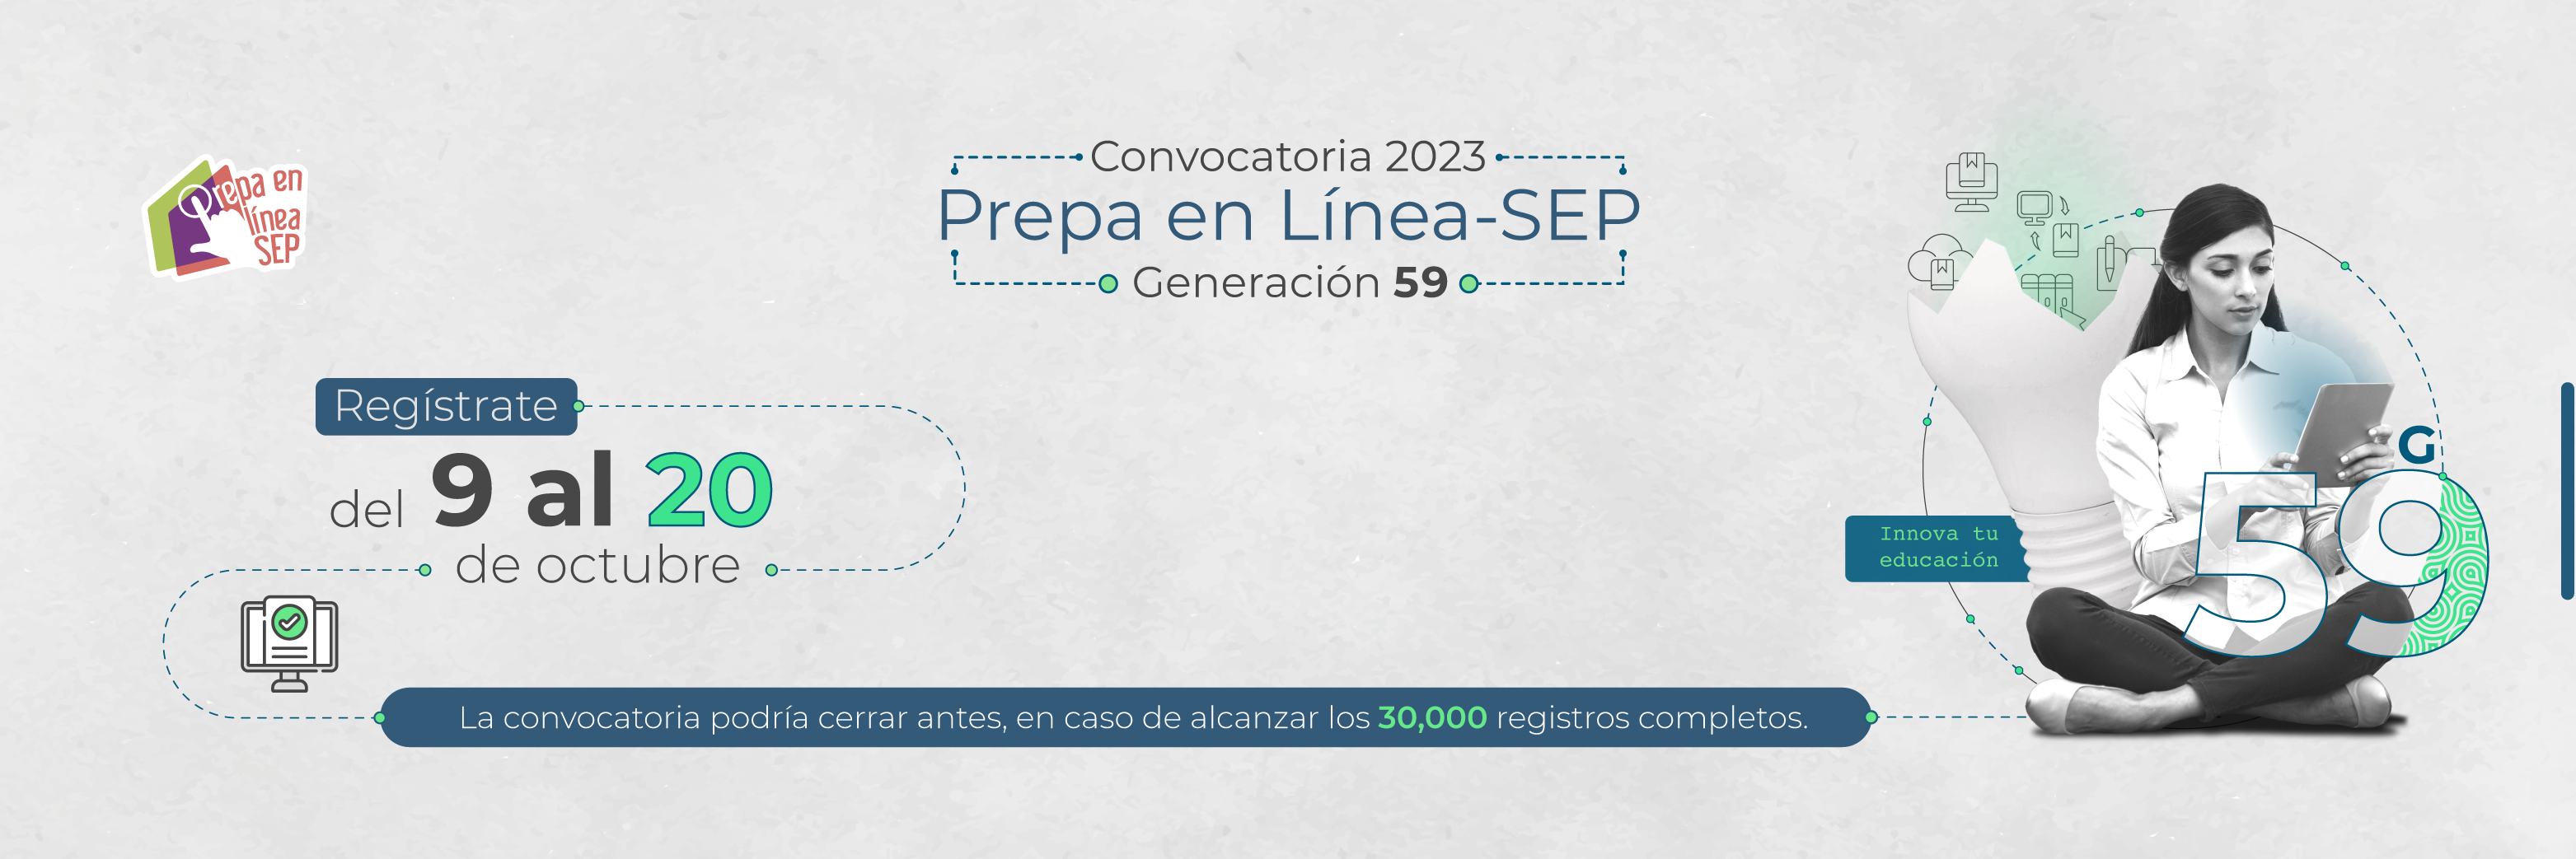 Prepa en
línea
SEP
Convocatoria 2023
Prepa en Línea-SEP
Generación 59
Regístrate
del 9 al 20
de octubre
La convocatoria podría cerrar antes, en caso de alcanzar los 30,000 registros completos.
Innova tu
educación
G
59